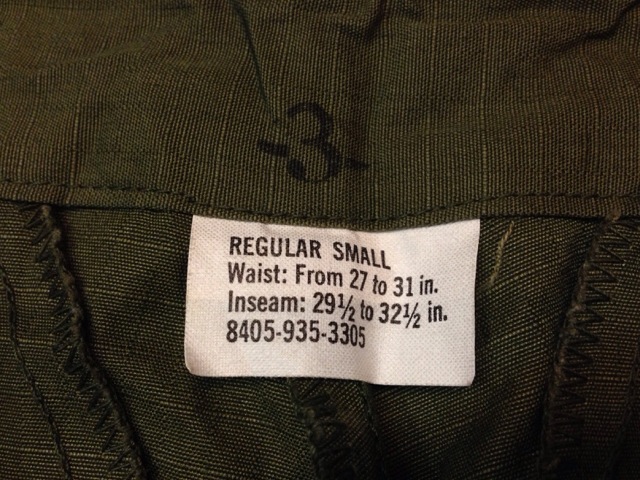 -3-
REGULAR SMALL
Waist: From 27 to 31 in.
Inseam: 29½ to 32½ in.
8405-935-3305